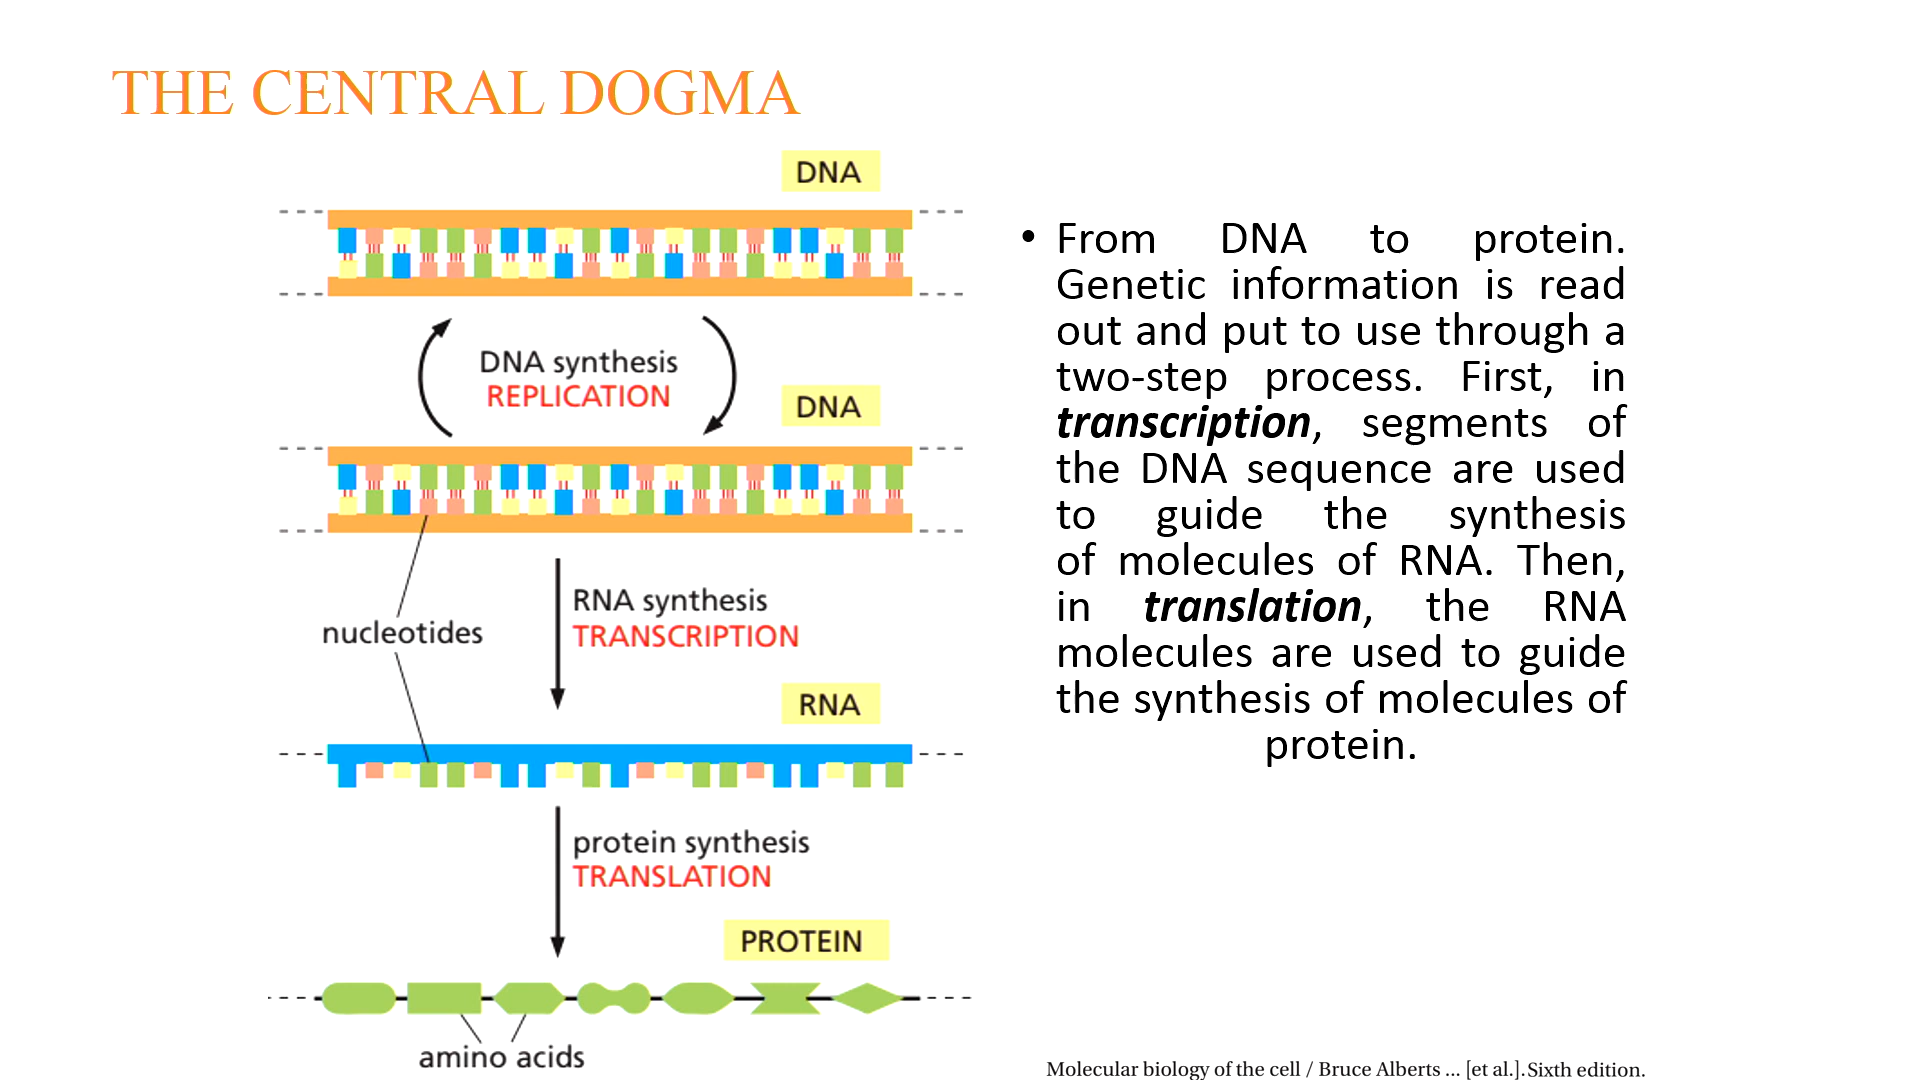 THE CENTRAL DOGMA
DNA
DNA synthesis
REPLICATION
DNA
nucleotides
RNA synthesis
TRANSCRIPTION
RNA
protein synthesis
TRANSLATION
PROTEIN
amino acids
• From DNA to protein.
Genetic information is read
out and put to use through a
two-step process. First, in
transcription, segments of
the DNA sequence are used
to guide the synthesis
of molecules of RNA. Then,
in translation, the RNA
molecules are used to guide
the synthesis of molecules of
protein.
Molecular biology of the cell / Bruce Alberts ... [et al.]. Sixth edition.